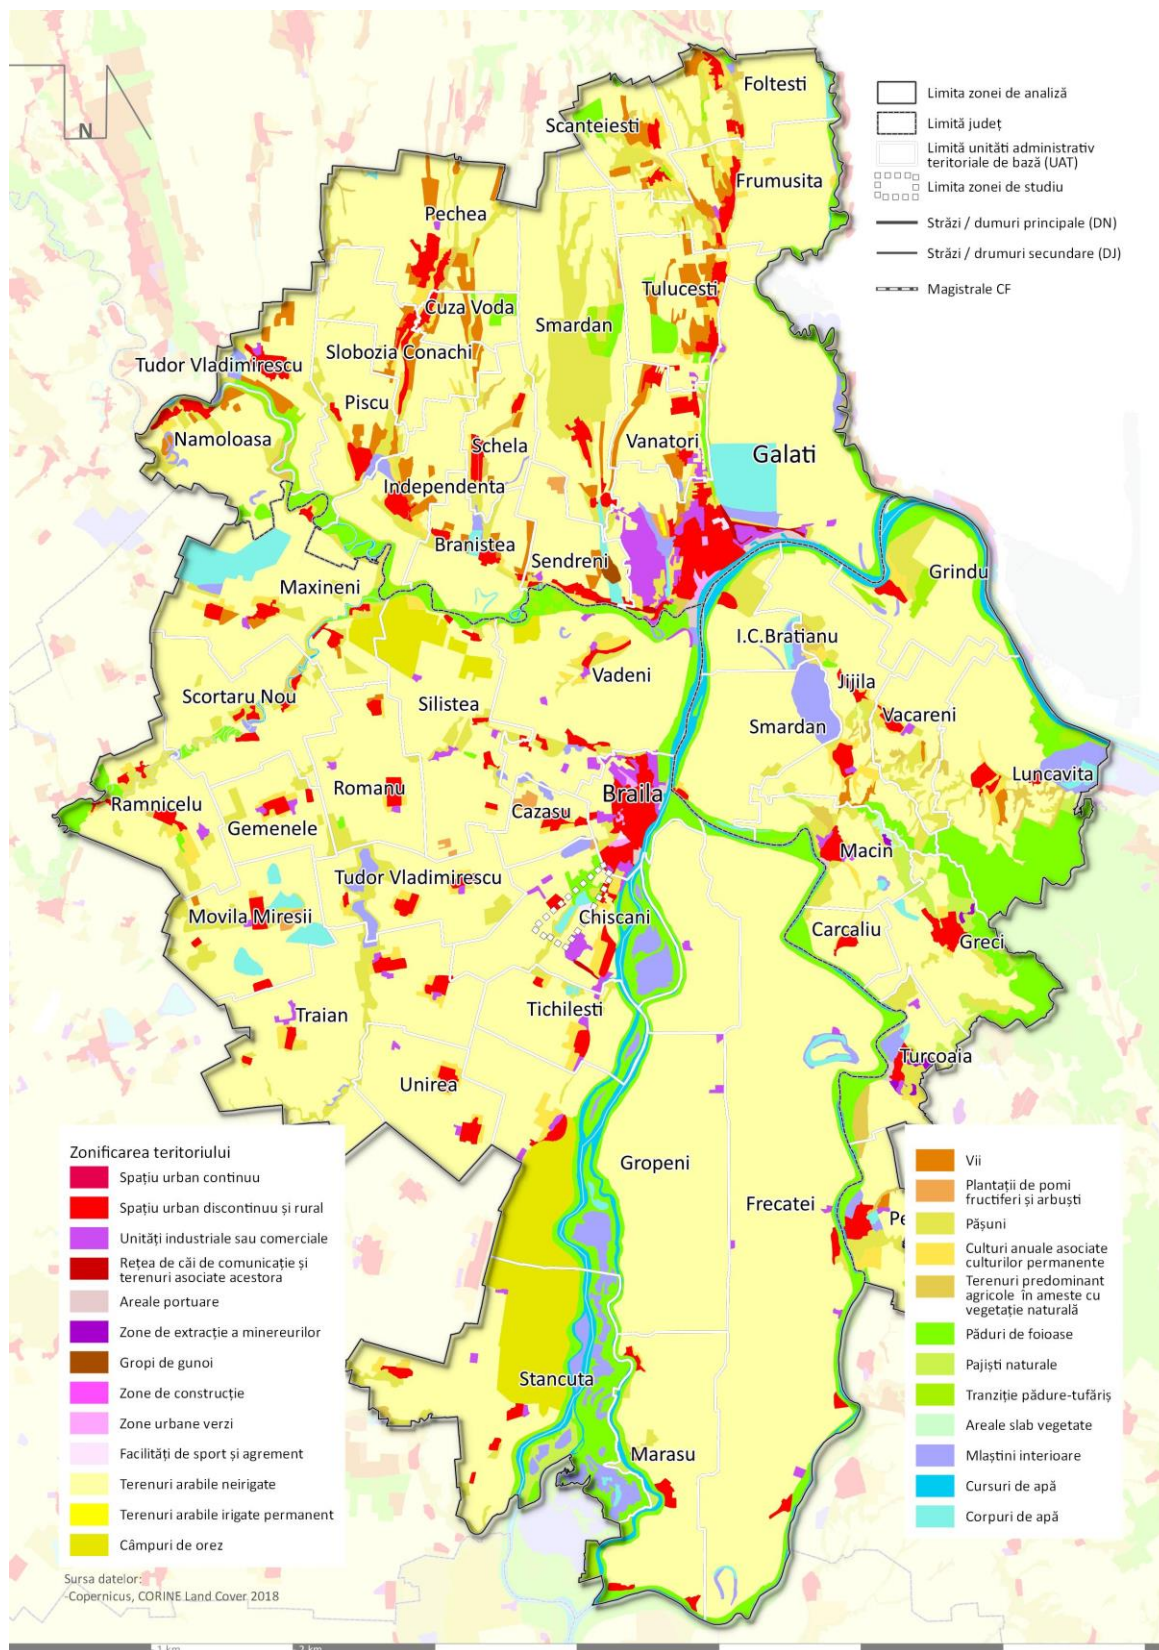 N
Foltesti
Scanteiesti
Frumusita
Pechea
Tulucesti
Cuza Voda
Smardan
Slobozia Conachi
Tudor Vladimirescu
Piscu
Namoloasa
Schela
Vanatori
Galati
Independenta
Branistea
Sendreni
Maxineni
Grindu
I.C.Bratianu
Vadeni
Jijila
Scortaru Nou
Silistea
Smardan
Vacareni
Luncavita
Romanu
Braila
Ramnicelu
Gemenele
Cazasu
Macin
Tudor Vladimirescu
Movila Miresii
Chiscani
Carcaliu
Greci
Traian
Tichilesti
Turcoaia
Unirea
Gropeni
Frecatei
Pe
Stancuta
Marasu
Limita zonei de analiză
Limită județ
Limită unități administrativ
teritoriale de bază (UAT)
Limita zonei de studiu
Străzi / dumuri principale (DN)
Străzi / drumuri secundare (DJ)
Magistrale CF
Zonificarea teritoriului
Spațiu urban continuu
Spațiu urban discontinuu și rural
Unități industriale sau comerciale
Rețea de căi de comunicație și
terenuri asociate acestora
Areale portuare
Zone de extracție a minereurilor
Gropi de gunoi
Zone de construcție
Zone urbane verzi
Facilități de sport și agrement
Terenuri arabile neirigate
Terenuri arabile irigate permanent
Câmpuri de orez
Vii
Plantații de pomi
fructiferi și arbuști
Pășuni
Culturi anuale asociate
culturilor permanente
Terenuri predominant
agricole în ameste cu
vegetație naturală
Păduri de foioase
Pajiști naturale
Tranziție pădure-tufăriș
Areale slab vegetate
Mlaștini interioare
Cursuri de apă
Corpuri de apă
Sursa datelor:
-Copernicus, CORINE Land Cover 2018
1 km
2 km